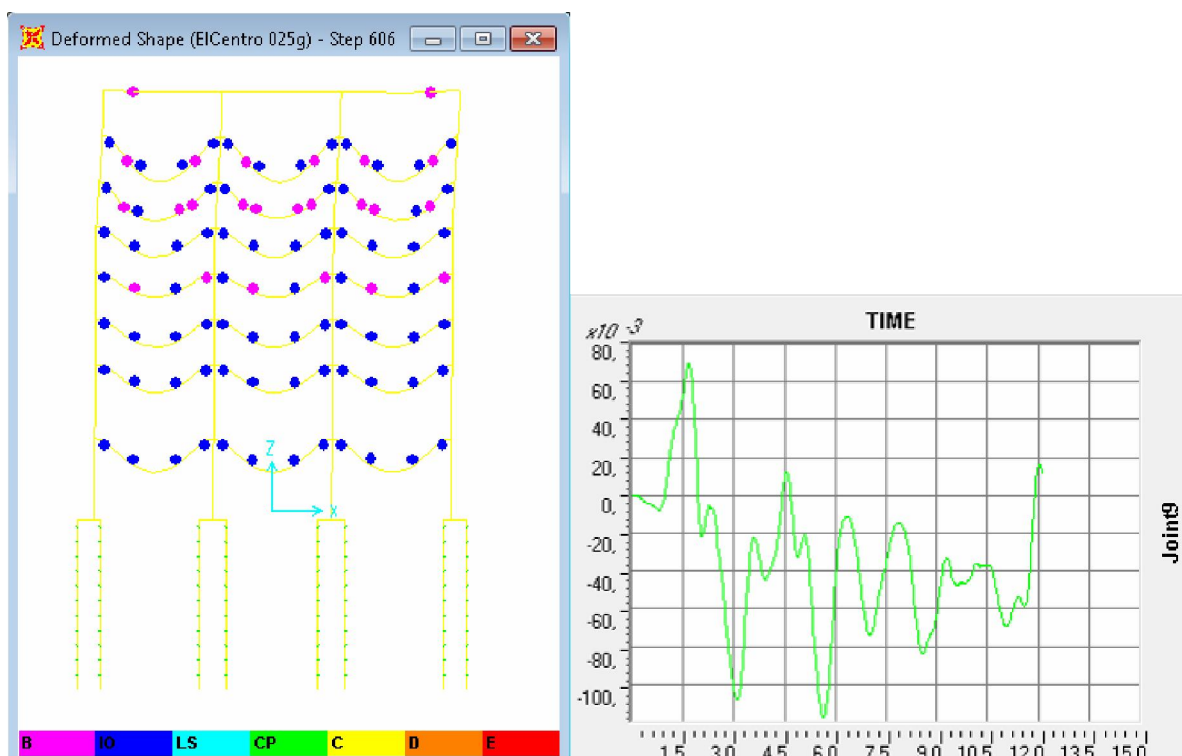 Deformed Shape (ElCentro 025g) - Step 606
Z
X
B IO LS CP C D E
TIME
x10 -3
80,
60,
40,
20,
0,
-20,
-40,
-60,
-80,
-100,
1,5 3,0 4,5 6,0 7,5 9,0 10,5 12,0 13,5 15,0
Joint9